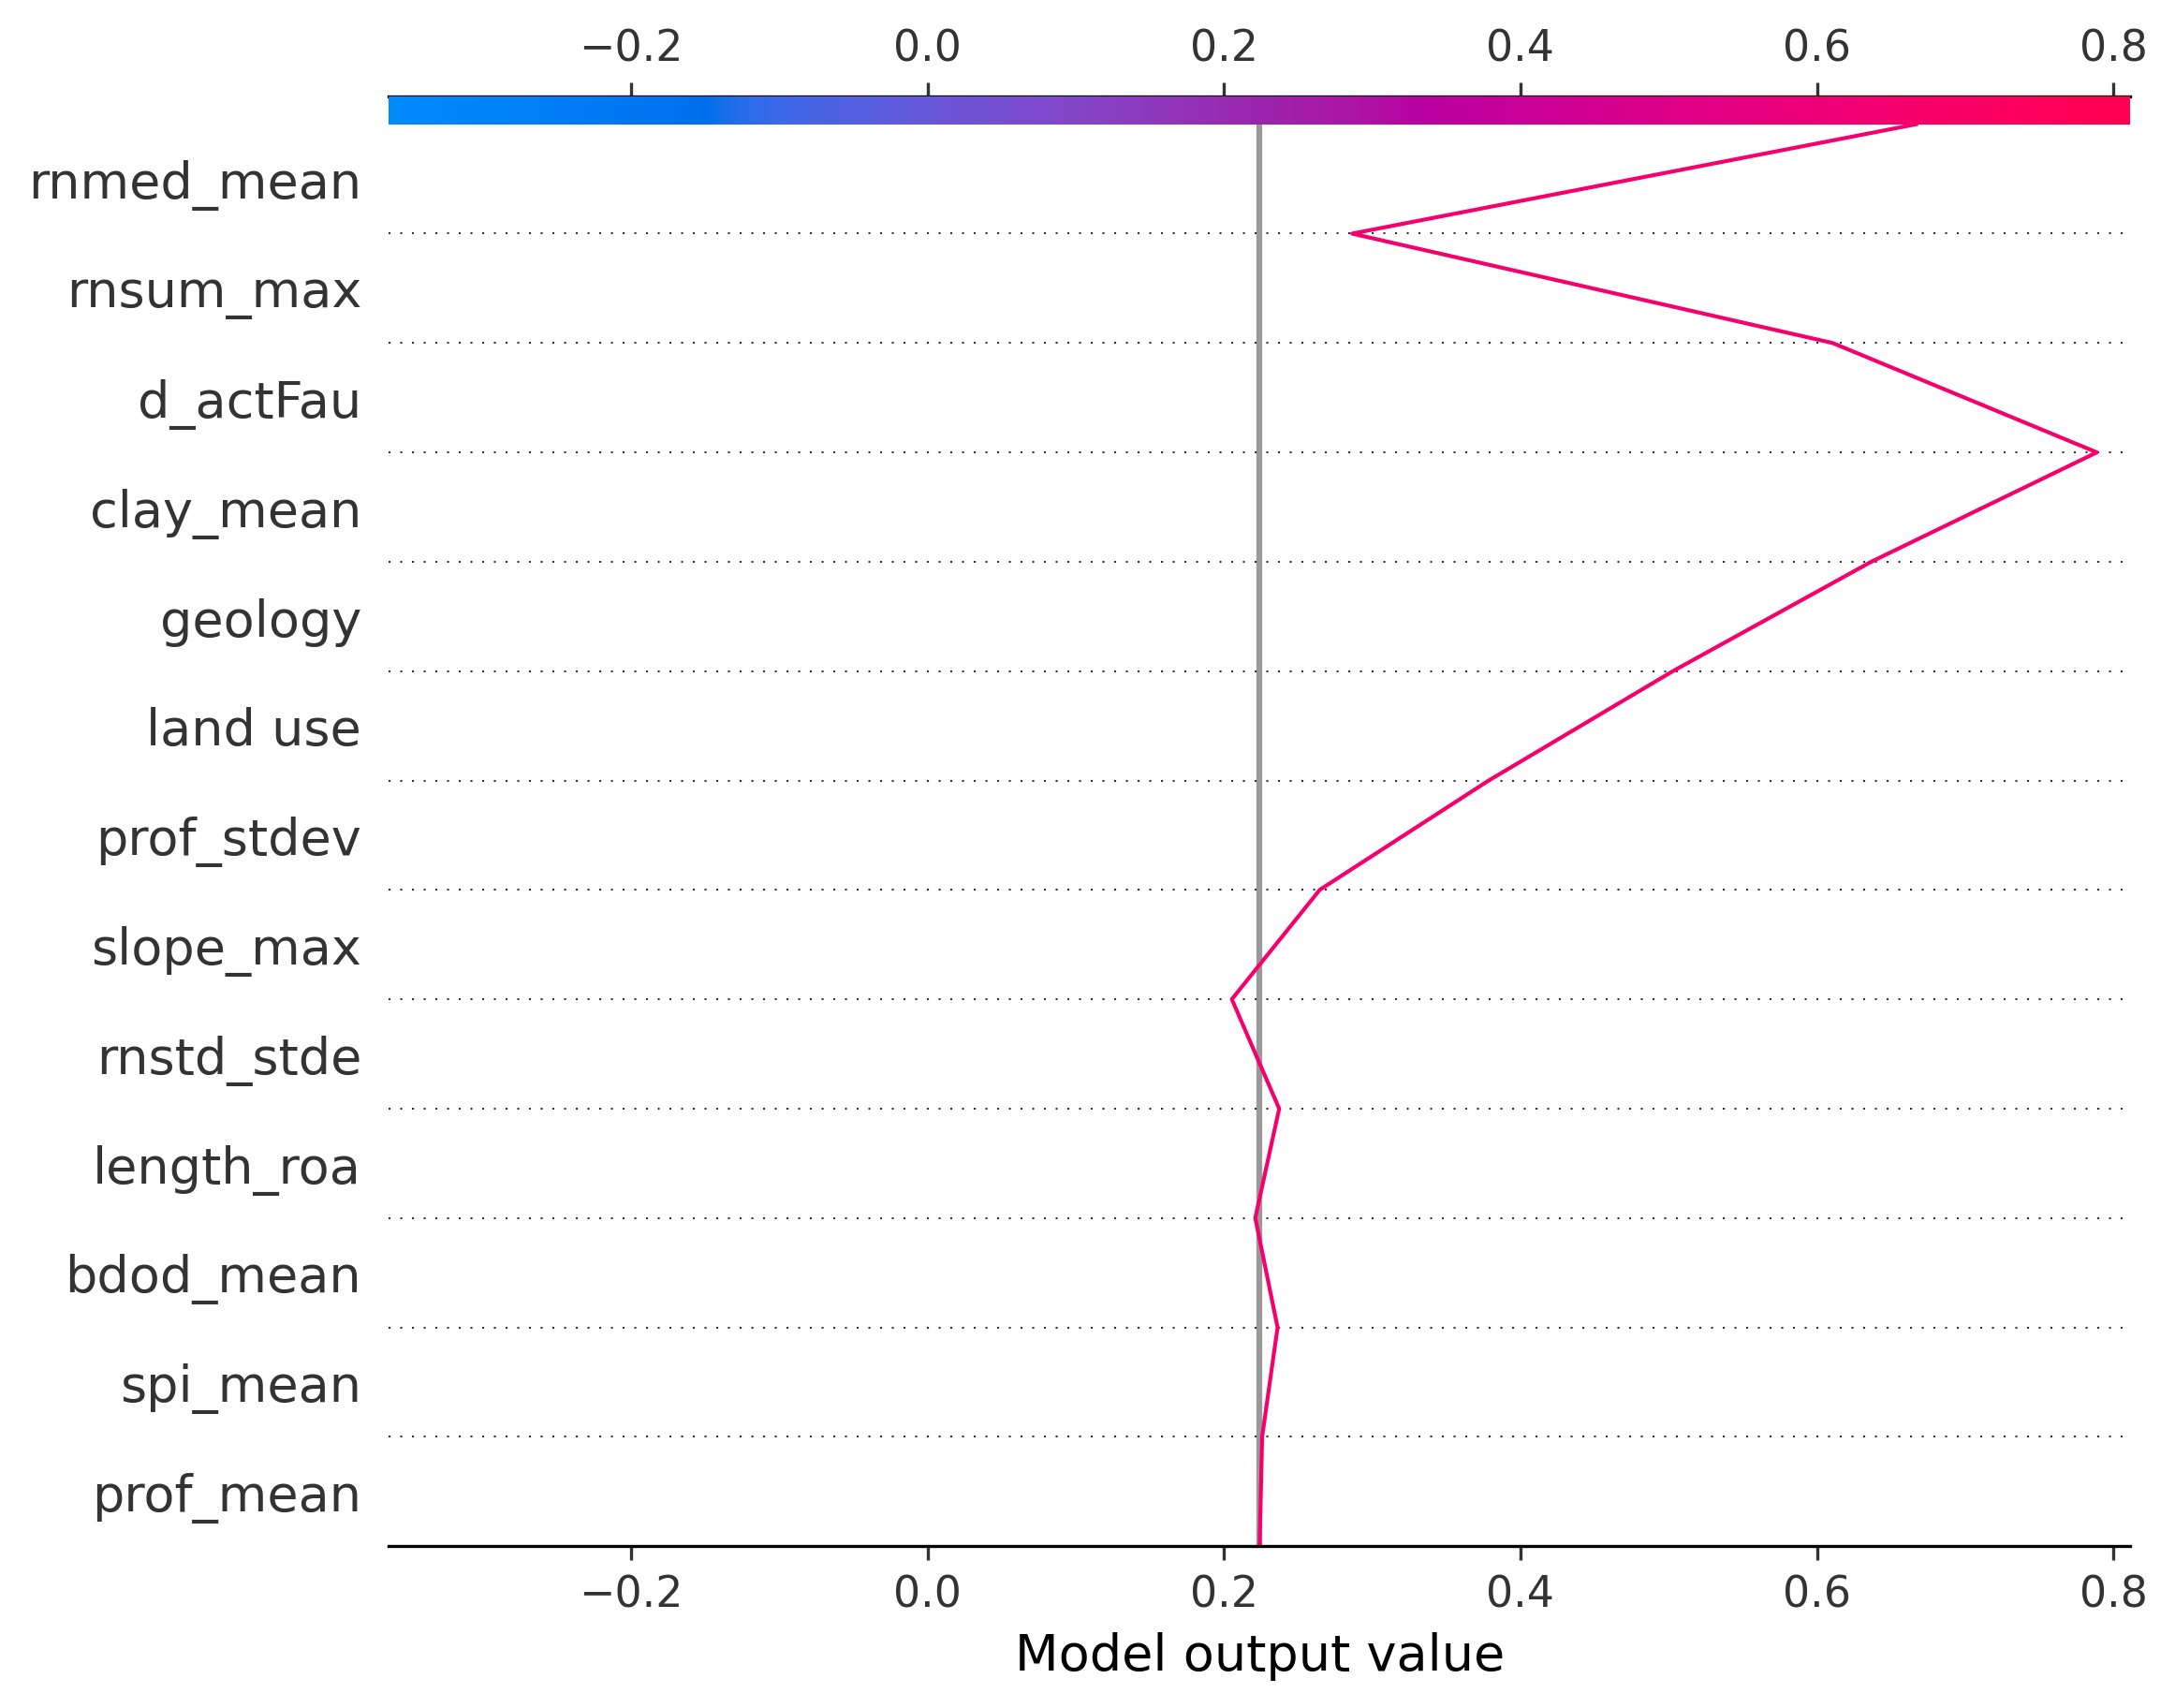 −0.2 0.0 0.2 0.4 0.6 0.8
rnmed_mean
rnsum_max
d_actFau
clay_mean
geology
land use
prof_stdev
slope_max
rnstd_stde
length_roa
bdod_mean
spi_mean
prof_mean
−0.2 0.0 0.2 0.4 0.6 0.8
Model output value